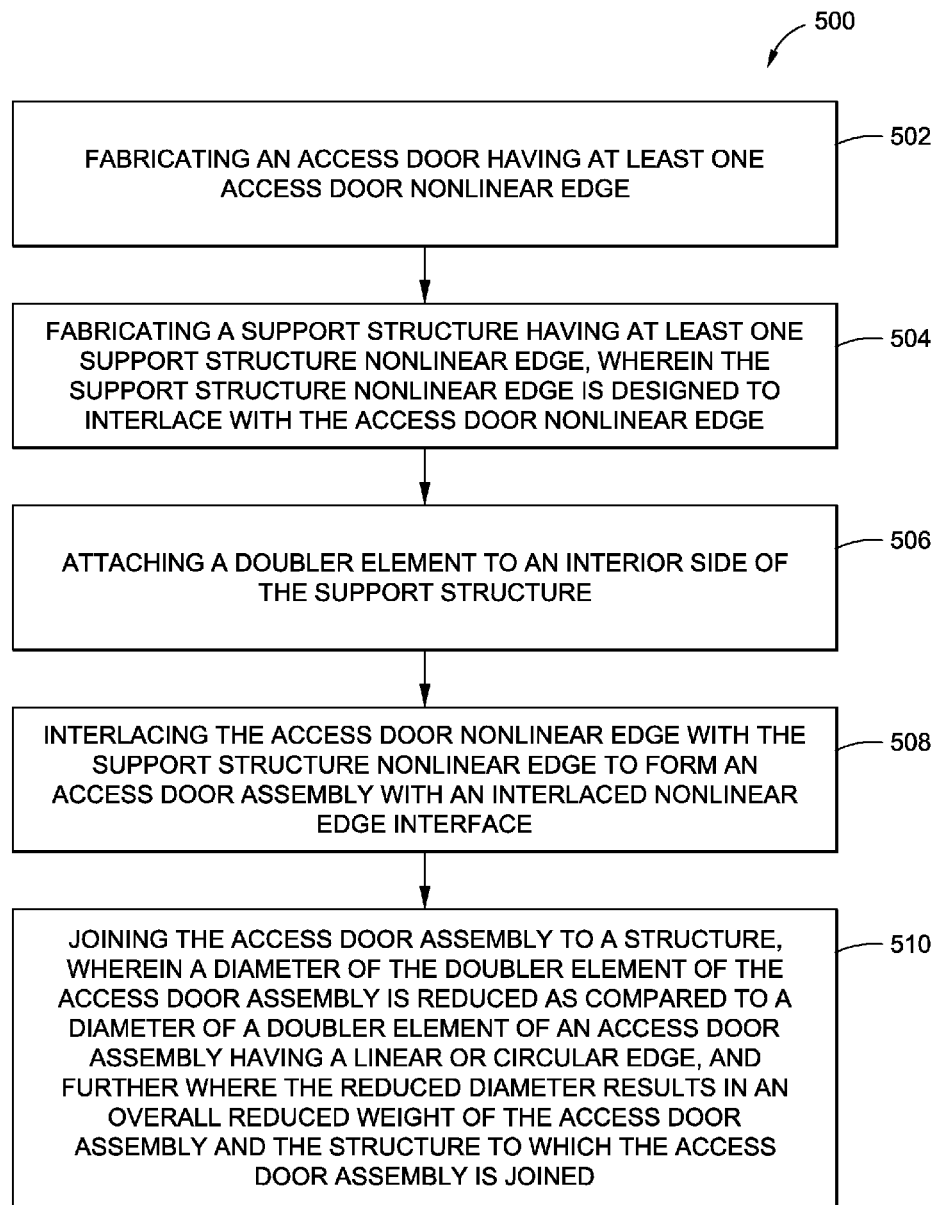 500
FABRICATING AN ACCESS DOOR HAVING AT LEAST ONE
ACCESS DOOR NONLINEAR EDGE
502
FABRICATING A SUPPORT STRUCTURE HAVING AT LEAST ONE
SUPPORT STRUCTURE NONLINEAR EDGE, WHEREIN THE
SUPPORT STRUCTURE NONLINEAR EDGE IS DESIGNED TO
INTERLACE WITH THE ACCESS DOOR NONLINEAR EDGE
504
ATTACHING A DOUBLER ELEMENT TO AN INTERIOR SIDE OF
THE SUPPORT STRUCTURE
506
INTERLACING THE ACCESS DOOR NONLINEAR EDGE WITH THE
SUPPORT STRUCTURE NONLINEAR EDGE TO FORM AN
ACCESS DOOR ASSEMBLY WITH AN INTERLACED NONLINEAR
EDGE INTERFACE
508
JOINING THE ACCESS DOOR ASSEMBLY TO A STRUCTURE,
WHEREIN A DIAMETER OF THE DOUBLER ELEMENT OF THE
ACCESS DOOR ASSEMBLY IS REDUCED AS COMPARED TO A
DIAMETER OF A DOUBLER ELEMENT OF AN ACCESS DOOR
ASSEMBLY HAVING A LINEAR OR CIRCULAR EDGE, AND
FURTHER WHERE THE REDUCED DIAMETER RESULTS IN AN
OVERALL REDUCED WEIGHT OF THE ACCESS DOOR
ASSEMBLY AND THE STRUCTURE TO WHICH THE ACCESS
DOOR ASSEMBLY IS JOINED
510